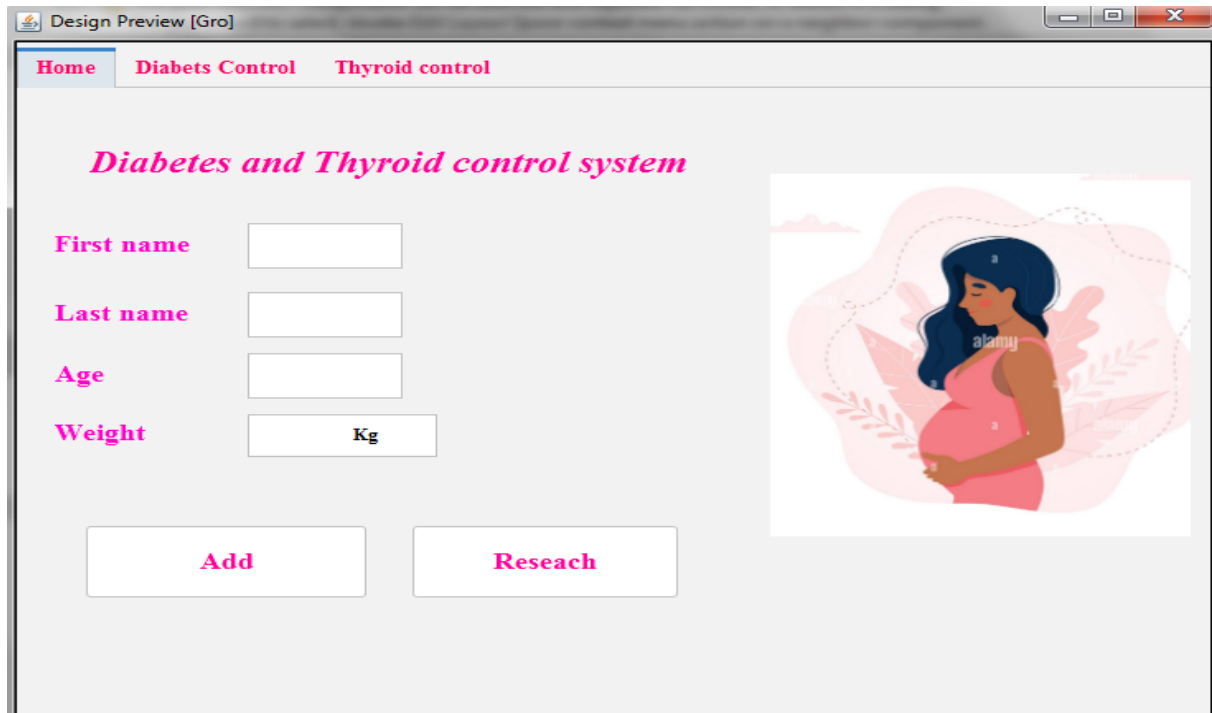 Design Preview [Gro]
Home Diabets Control Thyroid control
Diabetes and Thyroid control system
First name
Last name
Age
Weight Kg
Add Reseach
a
alamy
a
a
a
alamy
a
a